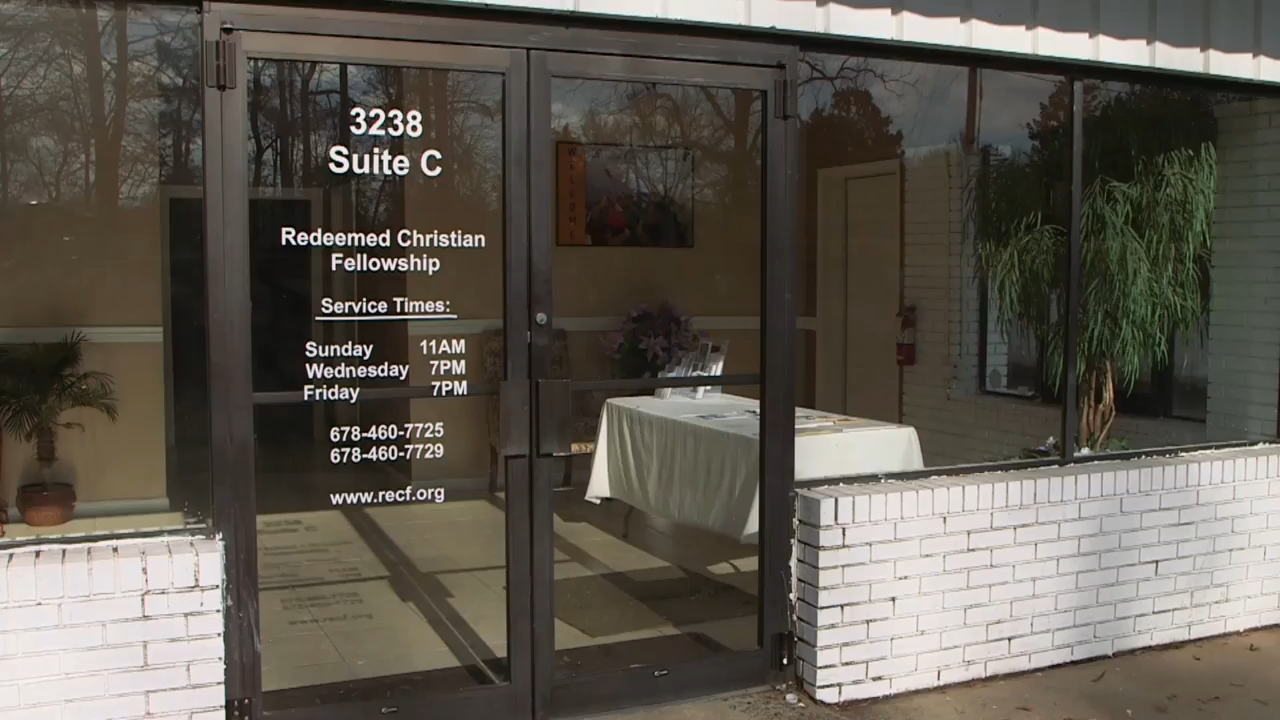 3238
Suite C
Redeemed Christian
Fellowship
Service Times:
Sunday 11AM
Wednesday 7PM
Friday 7PM
678-460-7725
678-460-7729
www.recf.org
WELCOME